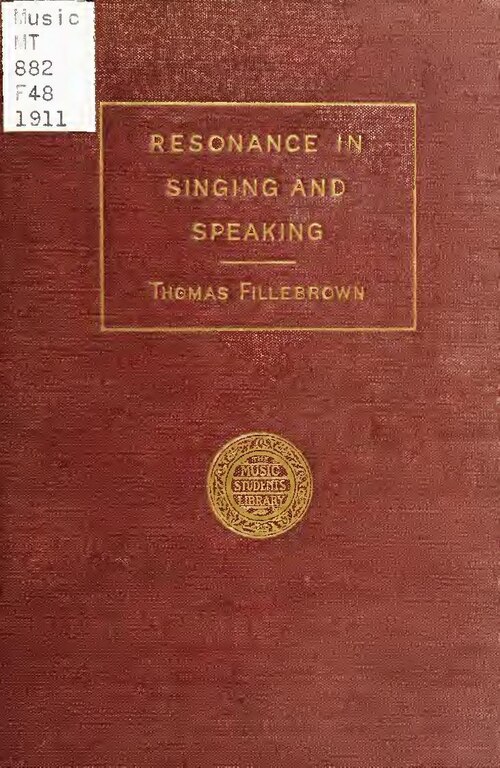 Music
MT
882
F48
1911
RESONANCE IN
SINGING AND
SPEAKING
THOMAS FILLEBROWN
THE
MUSIC
STUDENTS
LIBRARY